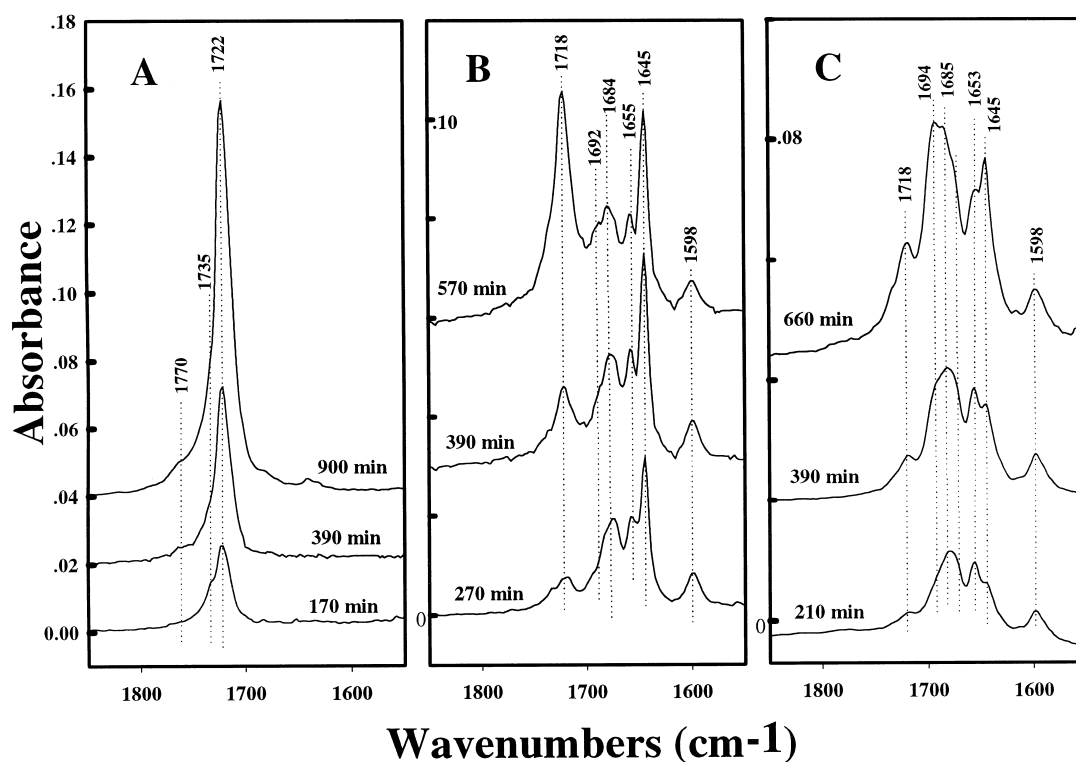 Absorbance
.18
.16
.14
.12
.10
.08
.06
.04
.02
0.00
A
1770
1735
1722
900 min
390 min
170 min
1800
1700
1600
B
.10
0
1718
1692
1684
1655
1645
1598
570 min
390 min
270 min
1800
1700
1600
C
.08
0
1718
1694
1685
1653
1645
1598
660 min
390 min
210 min
1800
1700
1600
Wavenumbers (cm-1)